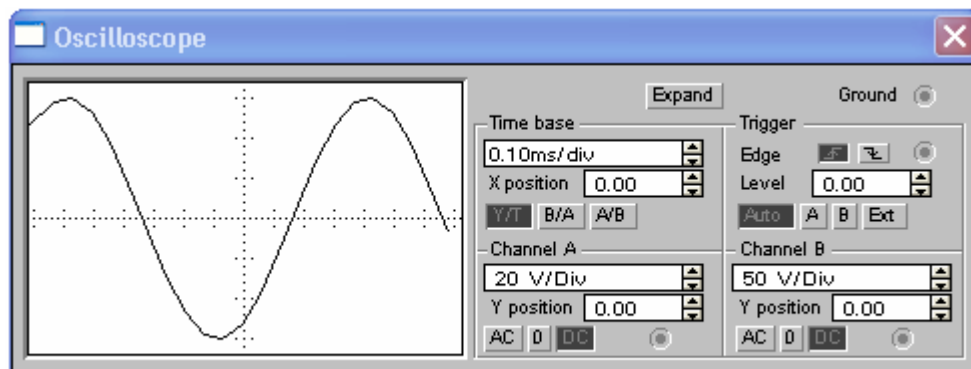 Oscilloscope
Expand
Ground
Time base
0.10ms/div
X position 0.00
Y/T B/A A/B
Trigger
Edge
Level 0.00
Auto A B Ext
Channel A
20 V/Div
Y position 0.00
AC 0 DC
Channel B
50 V/Div
Y position 0.00
AC 0 DC